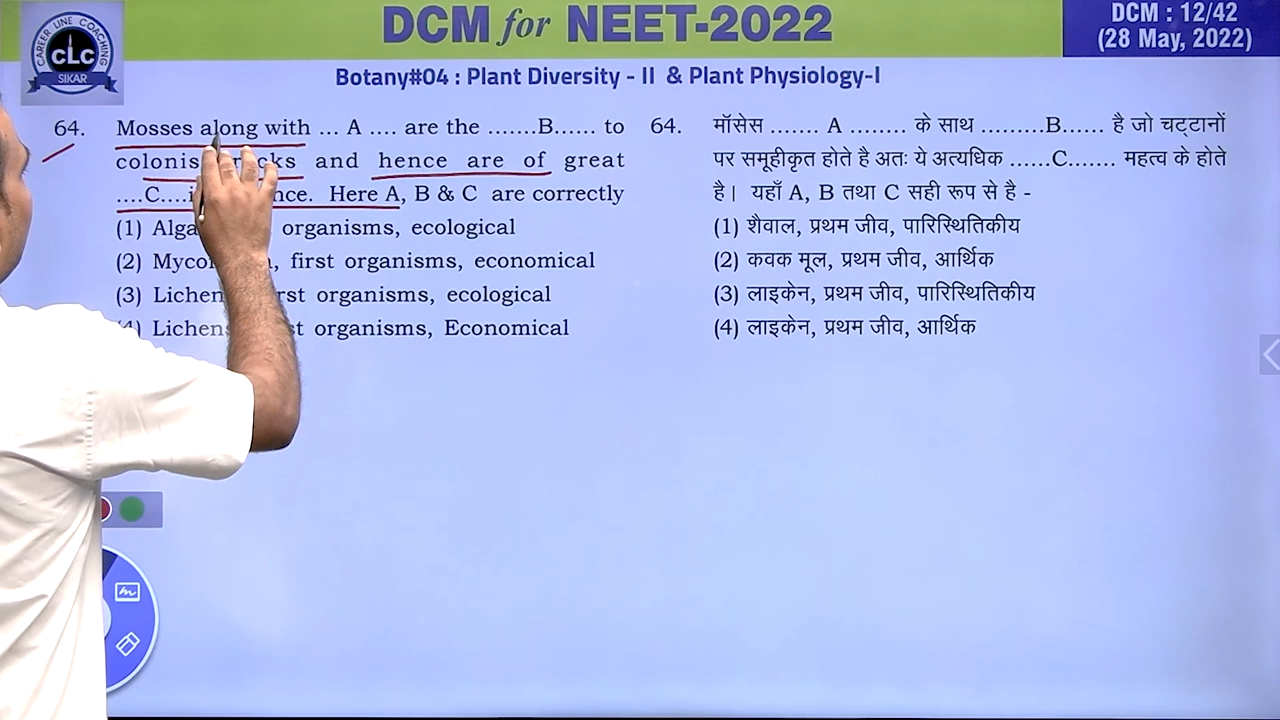 DCM for NEET-2022
DCM : 12/42
(28 May, 2022)
CAREER LINE COACHING
CLC
SIKAR
Botany#04 : Plant Diversity - II & Plant Physiology-I
64. Mosses along with ... A .... are the .......B...... to
and hence are of great
....C.... Here A, B & C are correctly
(1) organisms, ecological
(2) first organisms, economical
(3) organisms, ecological
(4) organisms, Economical
64. मॉसेस ....... A ........ के साथ .........B...... है जो चट्टानों
पर समूहीकृत होते है अतः ये अत्यधिक ......C....... महत्व के होते
है। यहाँ A, B तथा C सही रूप से है -
(1) शैवाल, प्रथम जीव, पारिस्थितिकीय
(2) कवक मूल, प्रथम जीव, आर्थिक
(3) लाइकेन, प्रथम जीव, पारिस्थितिकीय
(4) लाइकेन, प्रथम जीव, आर्थिक